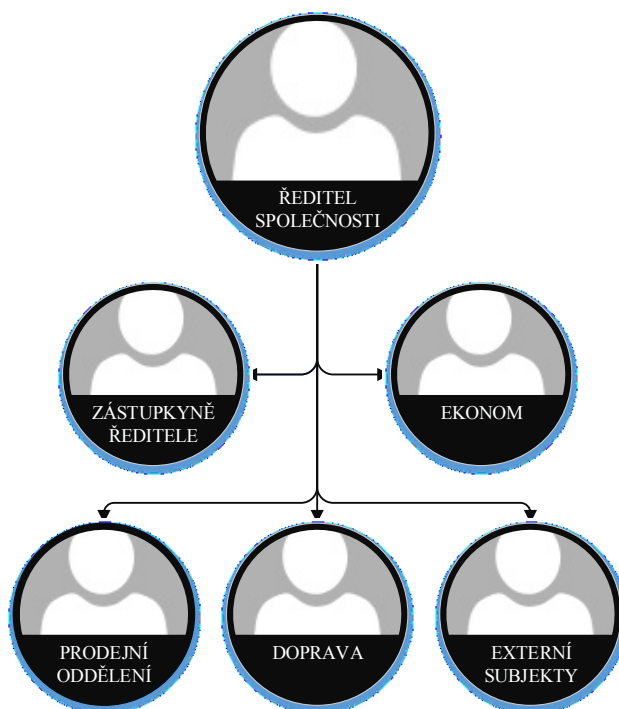 ŘEDITEL
SPOLEČNOSTI
ZÁSTUPKYNĚ
ŘEDITELE
EKONOM
PRODEJNÍ
ODDĚLENÍ
DOPRAVA
EXTERNÍ
SUBJEKTY